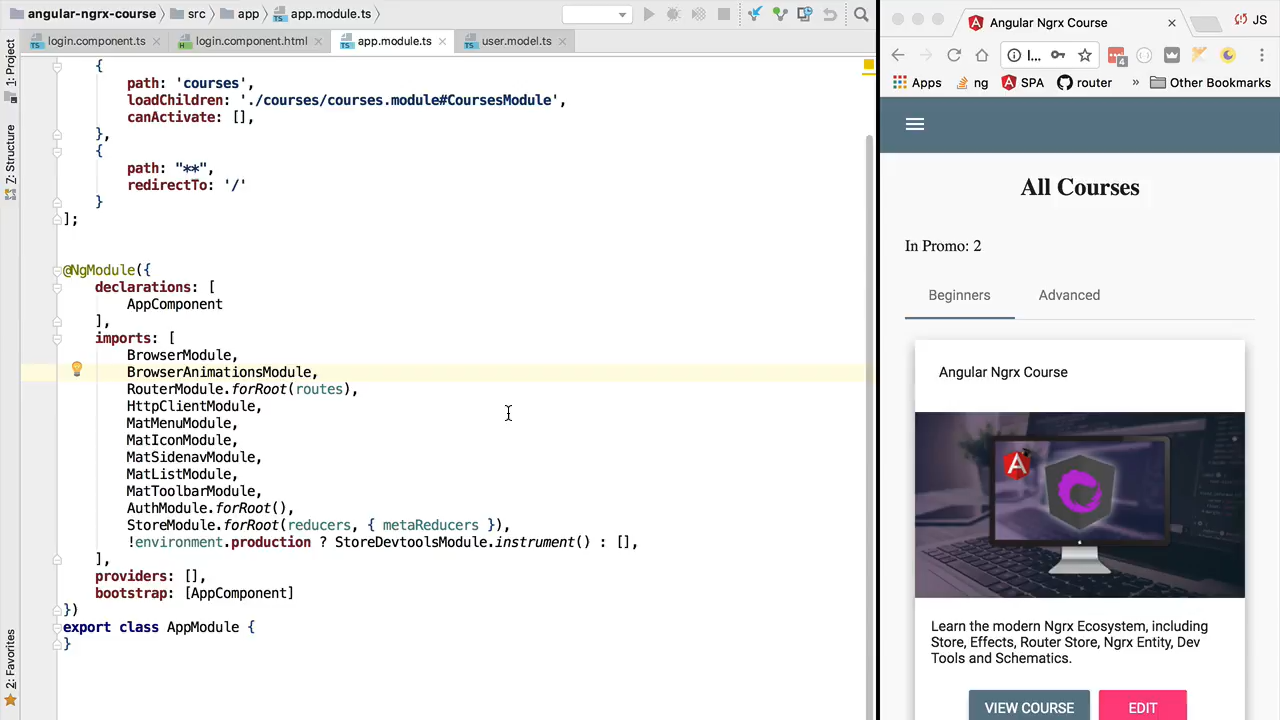 angular-ngrx-course
src
app
app.module.ts
login.component.ts
login.component.html
app.module.ts
user.model.ts
1: Project
Z: Structure
2: Favorites
{
path: 'courses',
loadChildren: './courses/courses.module#CoursesModule',
canActivate: [],
},
{
path: "**",
redirectTo: '/'
}
];
@NgModule({
declarations: [
AppComponent
],
imports: [
BrowserModule,
BrowserAnimationsModule,
RouterModule.forRoot(routes),
HttpClientModule,
MatMenuModule,
MatIconModule,
MatSidenavModule,
MatListModule,
MatToolbarModule,
AuthModule.forRoot(),
StoreModule.forRoot(reducers, { metaReducers }),
!environment.production ? StoreDevtoolsModule.instrument() : [],
],
providers: [],
bootstrap: [AppComponent]
})
export class AppModule {
}
Angular Ngrx Course
JS
l...
4
Apps
ng
SPA
router
»
Other Bookmarks
All Courses
In Promo: 2
Beginners
Advanced
Angular Ngrx Course
Learn the modern Ngrx Ecosystem, including
Store, Effects, Router Store, Ngrx Entity, Dev
Tools and Schematics.
VIEW COURSE
EDIT